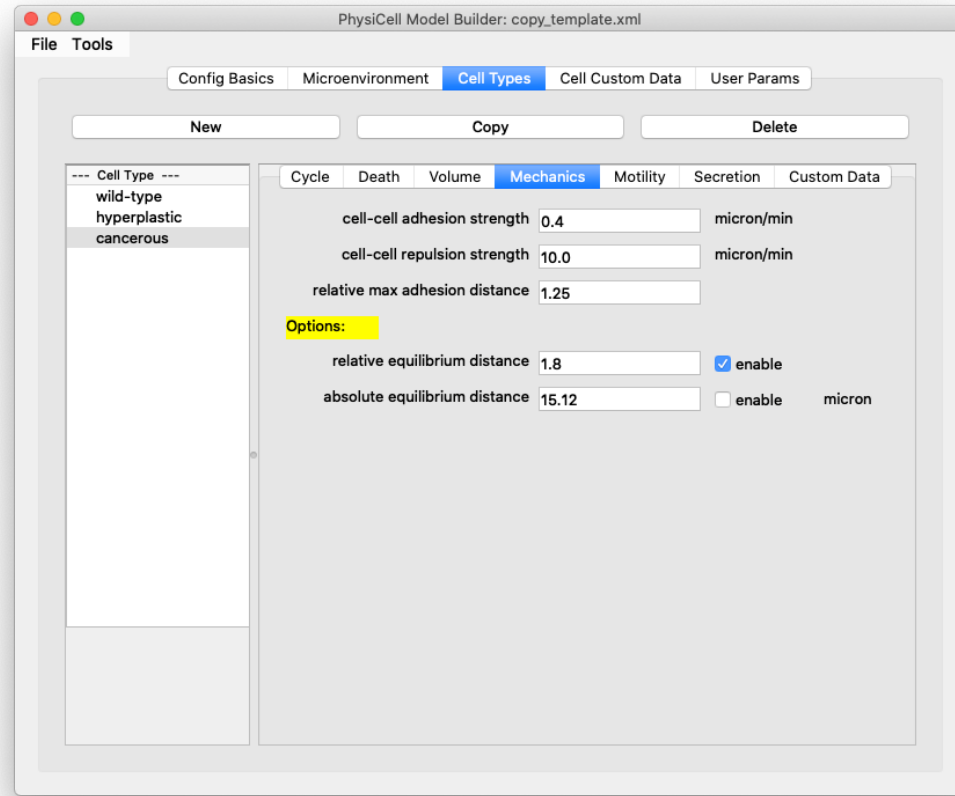 PhysiCell Model Builder: copy_template.xml
File Tools
Config Basics Microenvironment Cell Types Cell Custom Data User Params
New Copy Delete
--- Cell Type ---
wild-type
hyperplastic
cancerous
Cycle Death Volume Mechanics Motility Secretion Custom Data
cell-cell adhesion strength 0.4 micron/min
cell-cell repulsion strength 10.0 micron/min
relative max adhesion distance 1.25
Options:
relative equilibrium distance 1.8 enable
absolute equilibrium distance 15.12 enable micron